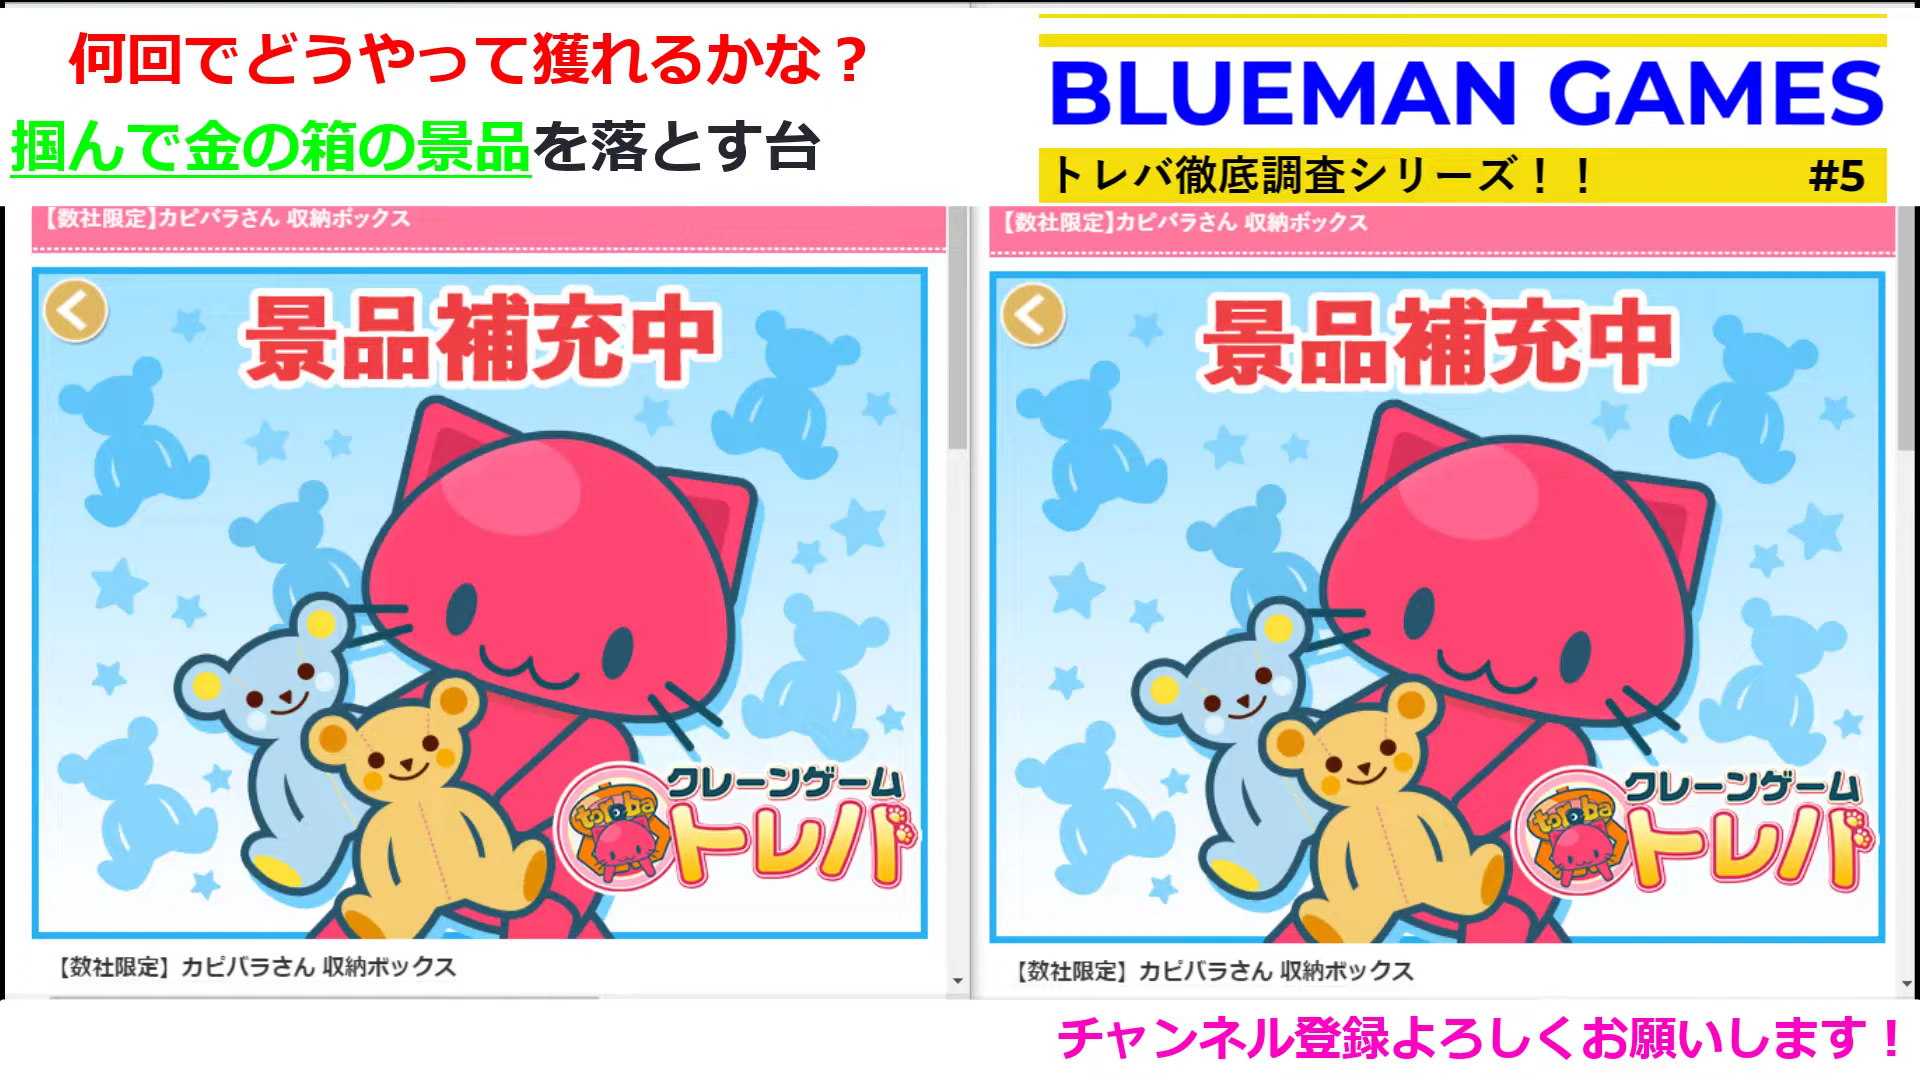 何回でどうやって獲れるかな？
掴んで金の箱の景品を落とす台
BLUEMAN GAMES
トレバ徹底調査シリーズ！！ #5
【数社限定】カピバラさん 収納ボックス
景品補充中
toreba
クレーンゲーム
トレバ
【数社限定】カピバラさん 収納ボックス
【数社限定】カピバラさん 収納ボックス
景品補充中
toreba
クレーンゲーム
トレバ
【数社限定】カピバラさん 収納ボックス
チャンネル登録よろしくお願いします！